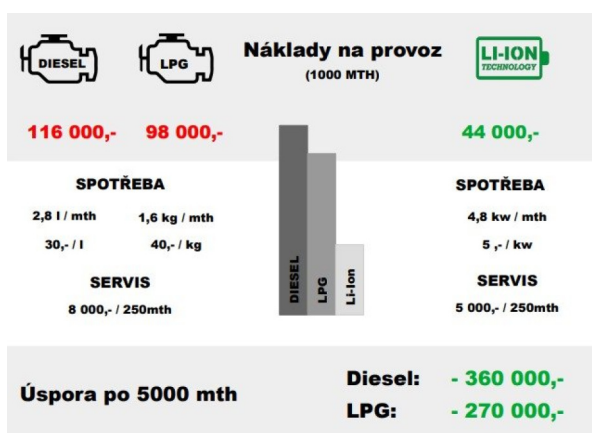 DIESEL
LPG
Náklady na provoz
(1000 MTH)
LI-ION
TECHNOLOGY
116 000,-
98 000,-
44 000,-
SPOTŘEBA
2,8 l / mth
1,6 kg / mth
30,- / l
40,- / kg
SERVIS
8 000,- / 250mth
DIESEL
LPG
Li-Ion
SPOTŘEBA
4,8 kw / mth
5 ,- / kw
SERVIS
5 000,- / 250mth
Úspora po 5000 mth
Diesel: - 360 000,-
LPG: - 270 000,-